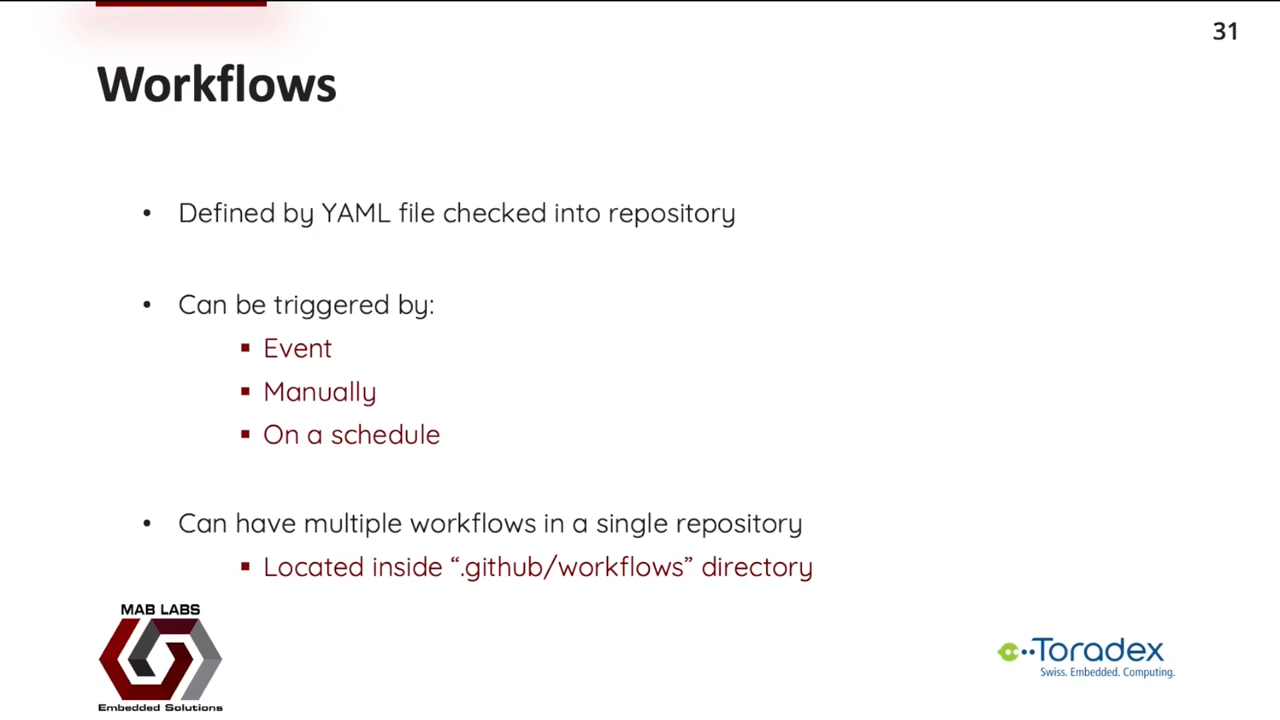 31
Workflows
• Defined by YAML file checked into repository
• Can be triggered by:
▪ Event
▪ Manually
▪ On a schedule
• Can have multiple workflows in a single repository
▪ Located inside “.github/workflows” directory
MAB LABS
Embedded Solutions
Toradex
Swiss. Embedded. Computing.